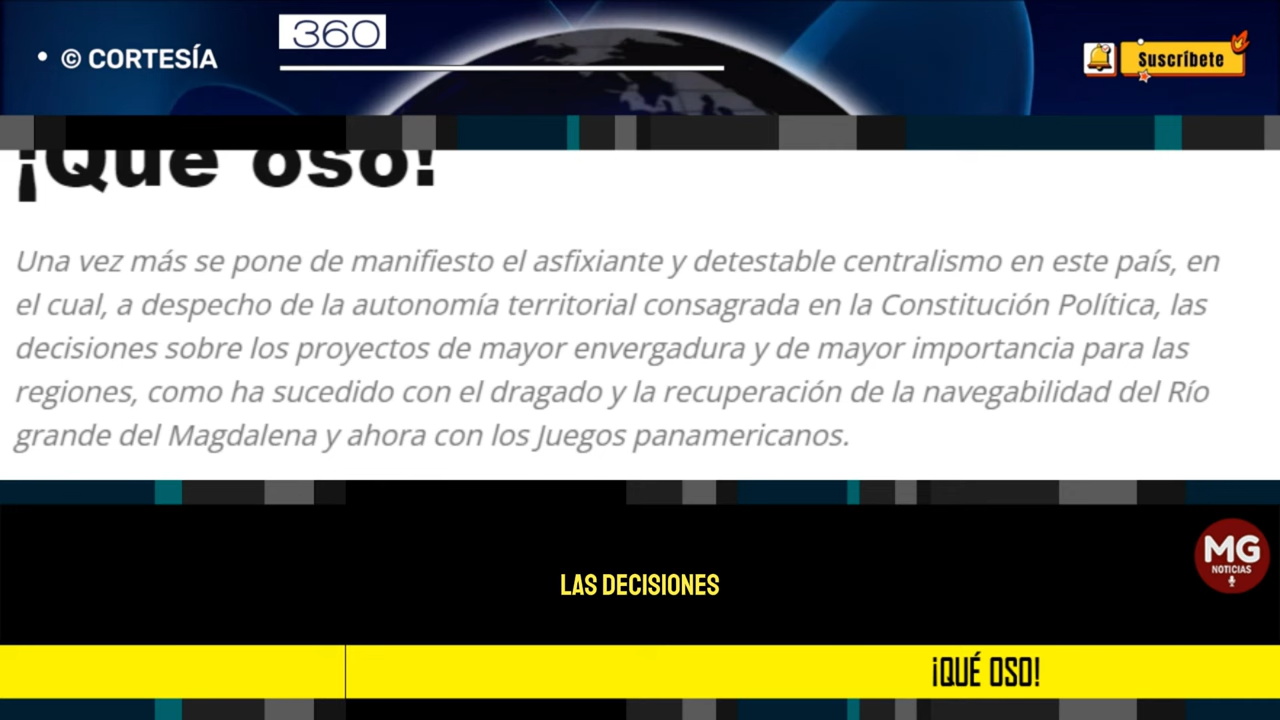 • © CORTESÍA
360
Suscríbete
¡Qué oso!
Una vez más se pone de manifiesto el asfixiante y detestable centralismo en este país, en
el cual, a despecho de la autonomía territorial consagrada en la Constitución Política, las
decisiones sobre los proyectos de mayor envergadura y de mayor importancia para las
regiones, como ha sucedido con el dragado y la recuperación de la navegabilidad del Río
grande del Magdalena y ahora con los Juegos panamericanos.
MG
NOTICIAS
LAS DECISIONES
¡QUÉ OSO!